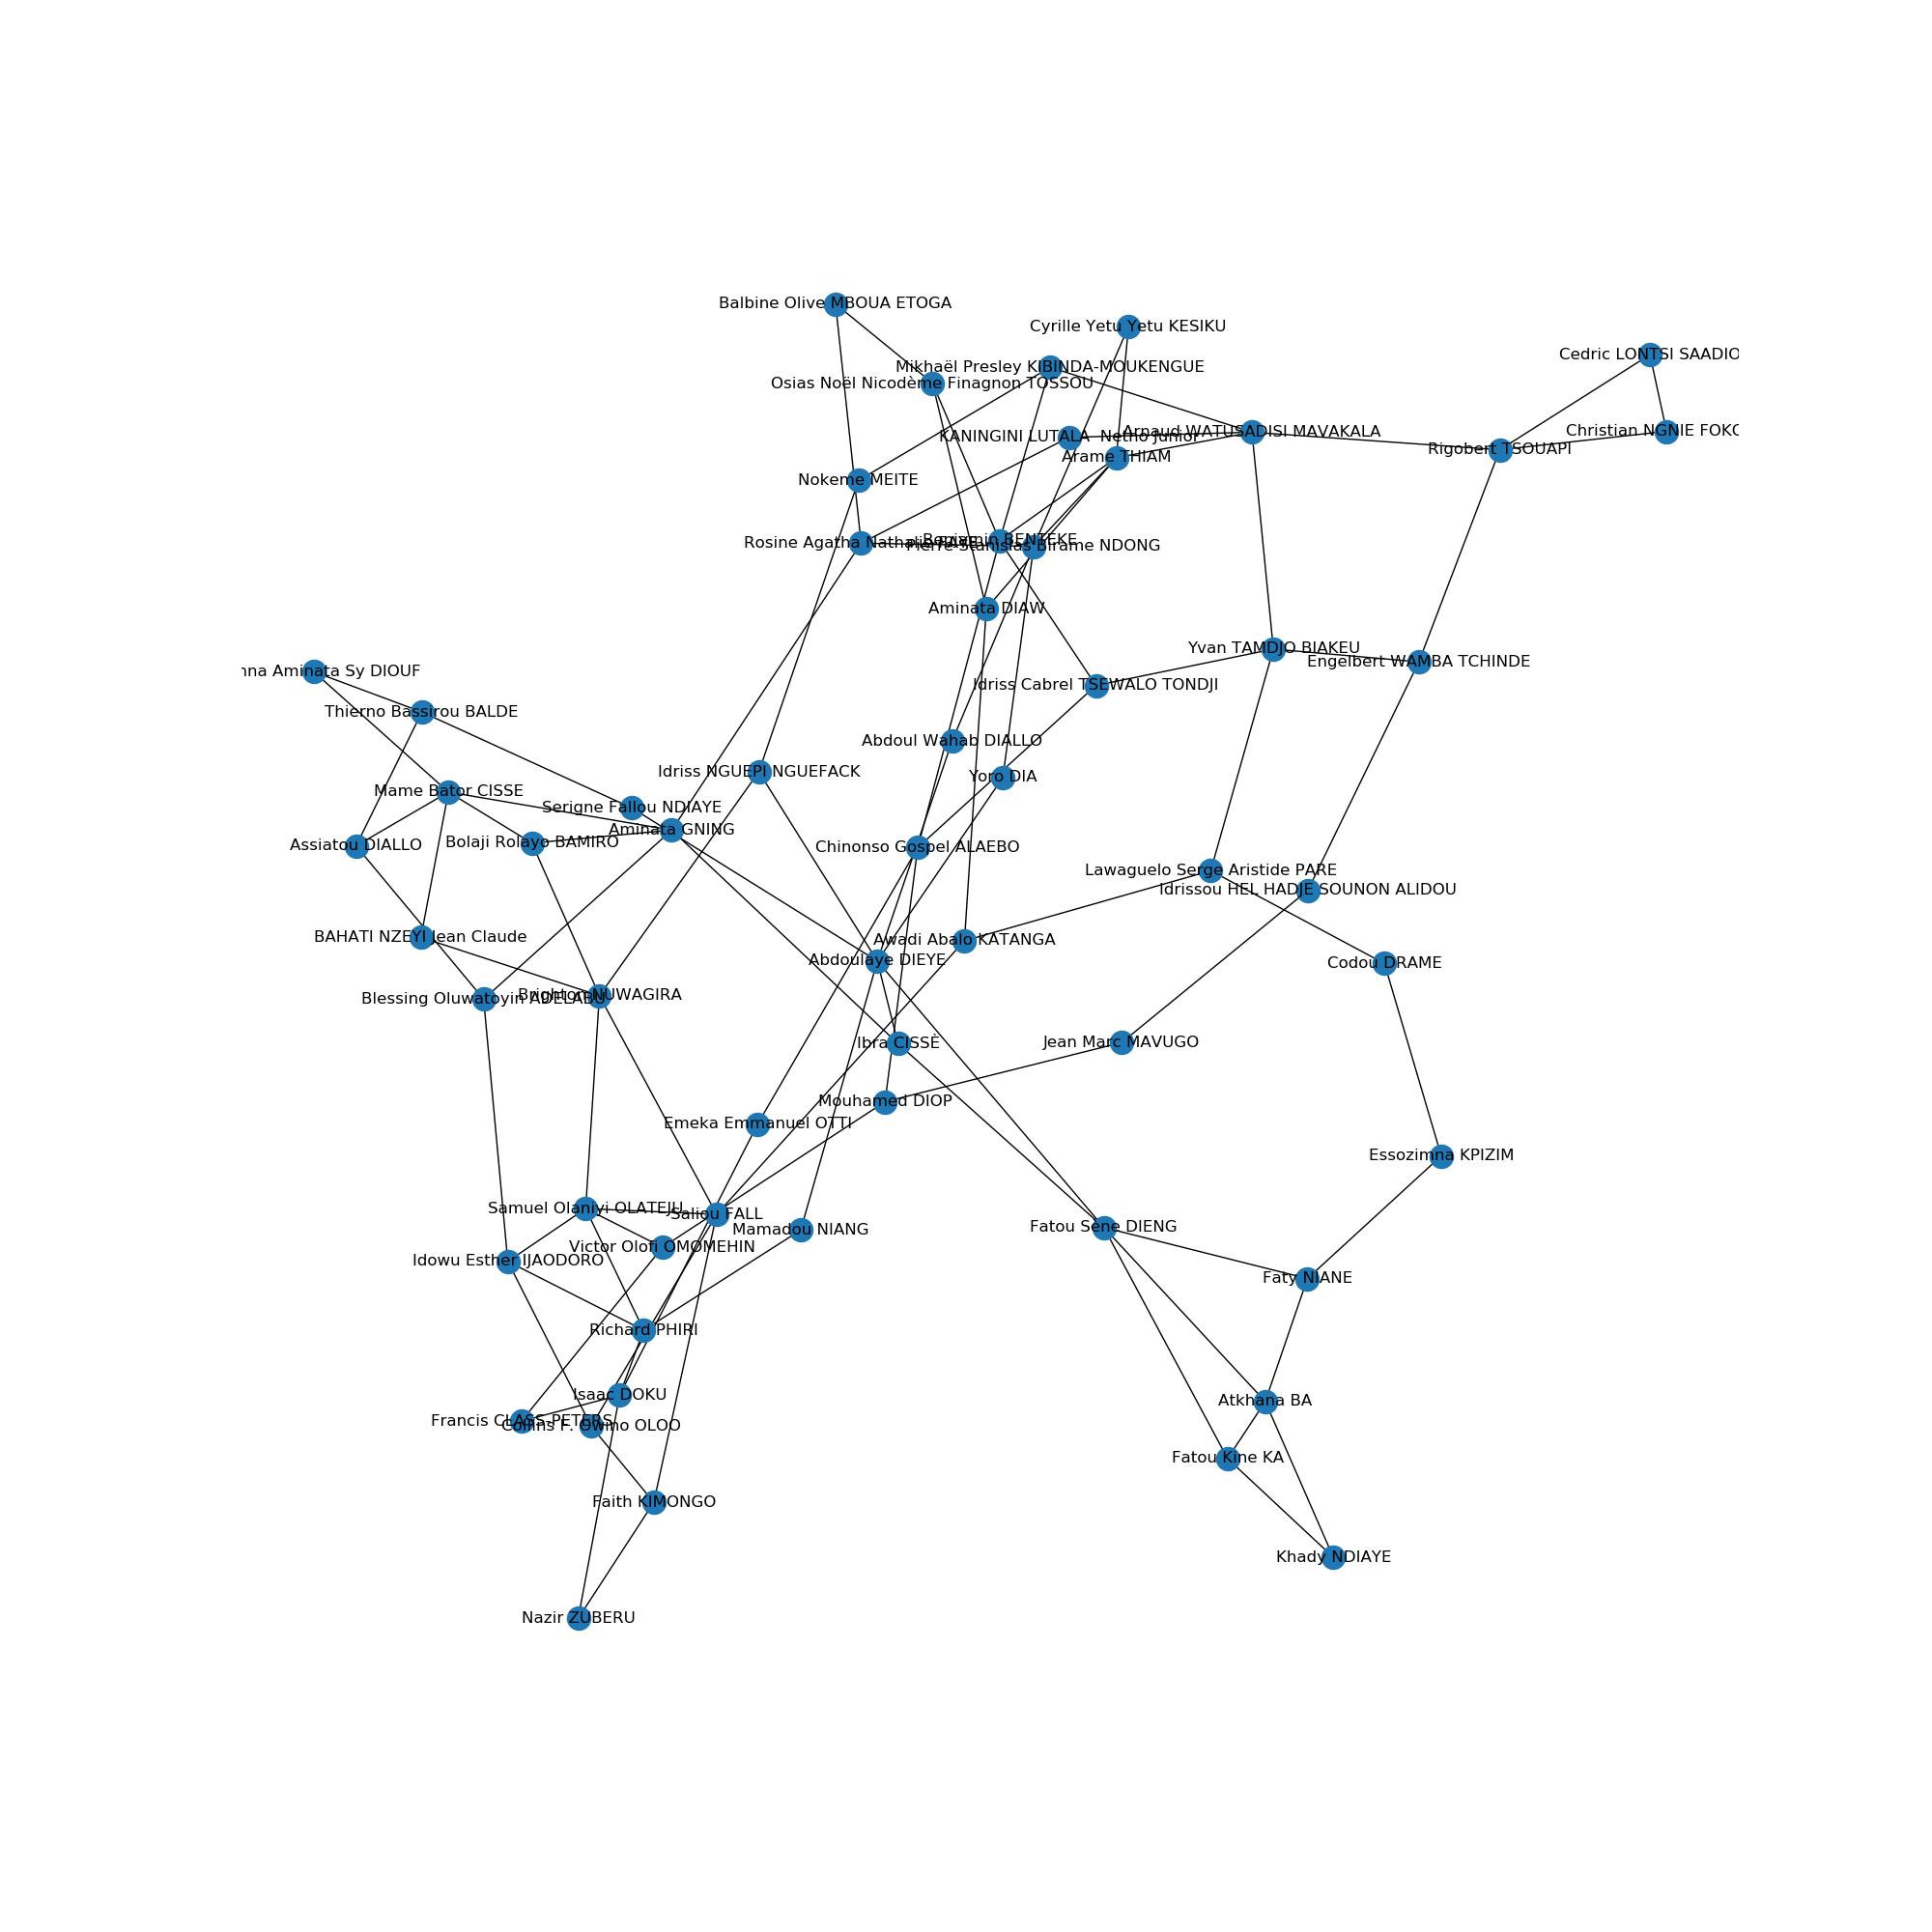 Balbine Olive MBOUA ETOGA
Cyrille Yetu Yetu KESIKU
Cedric LONTSI SAADIO
Mikhaël Presley KIBINDA-MOUKENGUE
Osias Noël Nicodème Finagnon TOSSOU
KANINGINI LUTALA Netho Junior
Arnaud WATUSADISI MAVAKALA
Christian NGNIE FOKO
Rigobert TSOUAPI
Arame THIAM
Nokeme MEITE
Rosine Agatha Nathalie FAYE
Benjamin BENTEKE
Pierre-Stanislas Birame NDONG
Aminata DIAW
Yvan TAMDJO BIAKEU
Engelbert WAMBA TCHINDE
nna Aminata Sy DIOUF
Idriss Cabrel TSEWALO TONDJI
Thierno Bassirou BALDE
Abdoul Wahab DIALLO
Idriss NGUEPI NGUEFACK
Yoro DIA
Mame Bator CISSE
Serigne Fallou NDIAYE
Aminata GNING
Assiatou DIALLO
Bolaji Rolayo BAMIRO
Chinonso Gospel ALAEBO
Lawaguelo Serge Aristide PARE
Idrissou HEL HADJE SOUNON ALIDOU
BAHATI NZEYI Jean Claude
Awadi Abalo KATANGA
Abdoulaye DIEYE
Codou DRAME
Blessing Oluwatoyin ADELABU
Brighton NUWAGIRA
Ibra CISSÈ
Jean Marc MAVUGO
Mouhamed DIOP
Emeka Emmanuel OTTI
Essozimna KPIZIM
Samuel Olaniyi OLATEJU
Saliou FALL
Mamadou NIANG
Fatou Sene DIENG
Victor Olofi OMOMEHIN
Idowu Esther IJAODORO
Faty NIANE
Richard PHIRI
Isaac DOKU
Atkhana BA
Francis CLASS-PETERS
Collins F. Owino OLOO
Fatou Kine KA
Faith KIMONGO
Khady NDIAYE
Nazir ZUBERU